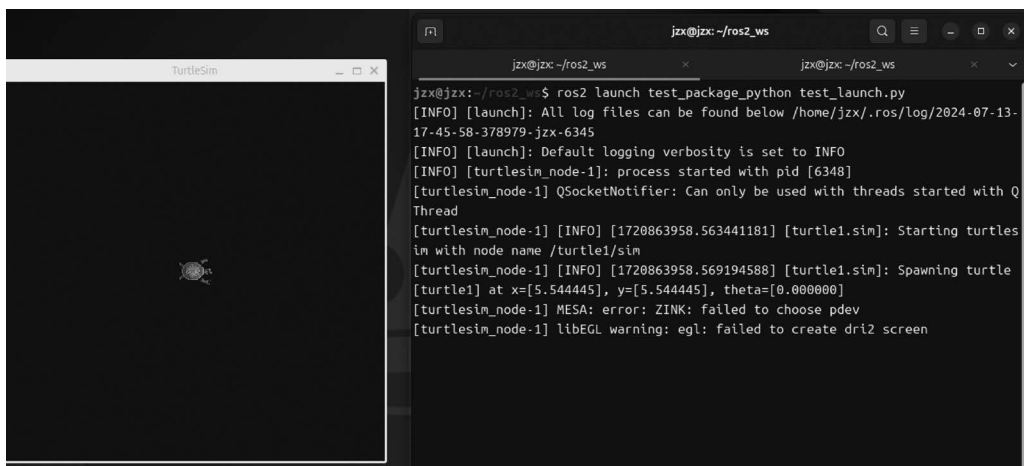 TurtleSim
jzx@jzx: ~/ros2_ws
jzx@jzx: ~/ros2_ws
jzx@jzx: ~/ros2_ws
jzx@jzx:~/ros2_ws$ ros2 launch test_package_python test_launch.py
[INFO] [launch]: All log files can be found below /home/jzx/.ros/log/2024-07-13-
17-45-58-378979-jzx-6345
[INFO] [launch]: Default logging verbosity is set to INFO
[INFO] [turtlesim_node-1]: process started with pid [6348]
[turtlesim_node-1] QSocketNotifier: Can only be used with threads started with Q
Thread
[turtlesim_node-1] [INFO] [1720863958.563441181] [turtle1.sim]: Starting turtles
im with node name /turtle1/sim
[turtlesim_node-1] [INFO] [1720863958.569194588] [turtle1.sim]: Spawning turtle
[turtle1] at x=[5.544445], y=[5.544445], theta=[0.000000]
[turtlesim_node-1] MESA: error: ZINK: failed to choose pdev
[turtlesim_node-1] libEGL warning: egl: failed to create dri2 screen